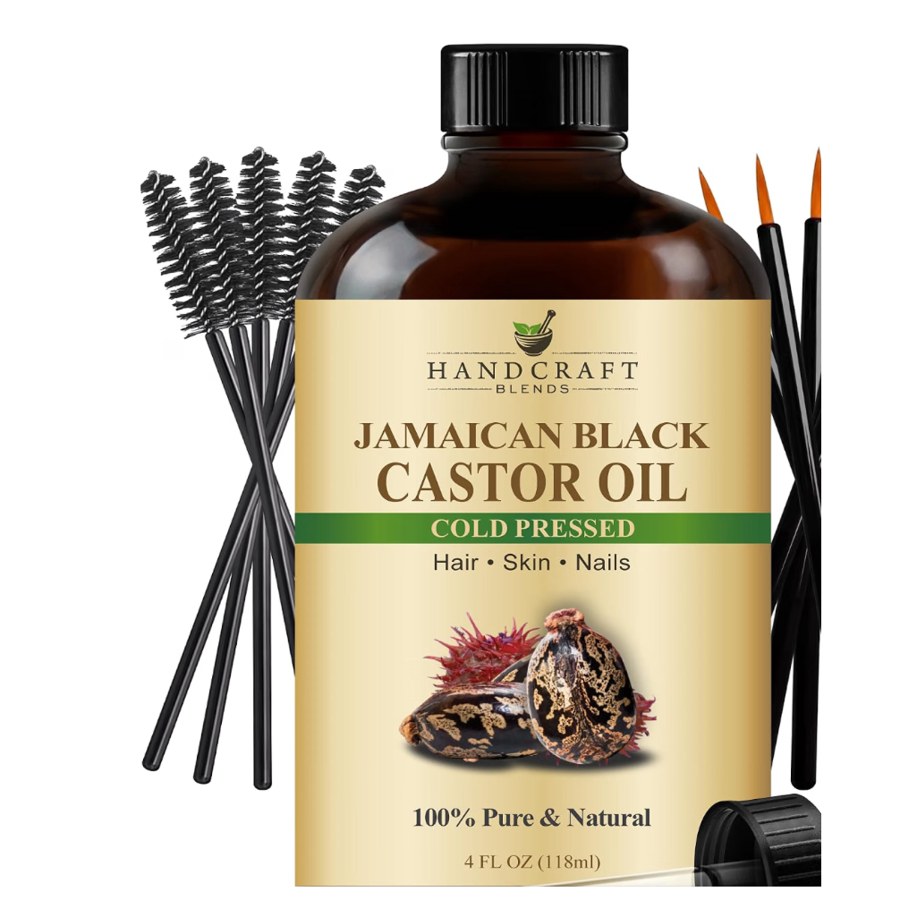 HANDCRAFT
BLENDS
JAMAICAN BLACK
CASTOR OIL
COLD PRESSED
Hair • Skin • Nails
100% Pure & Natural
4 FL OZ (118ml)